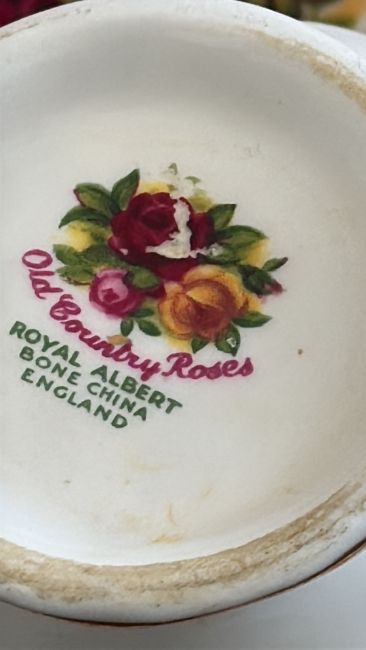 Old Country Roses
ROYAL ALBERT
BONE CHINA
ENGLAND